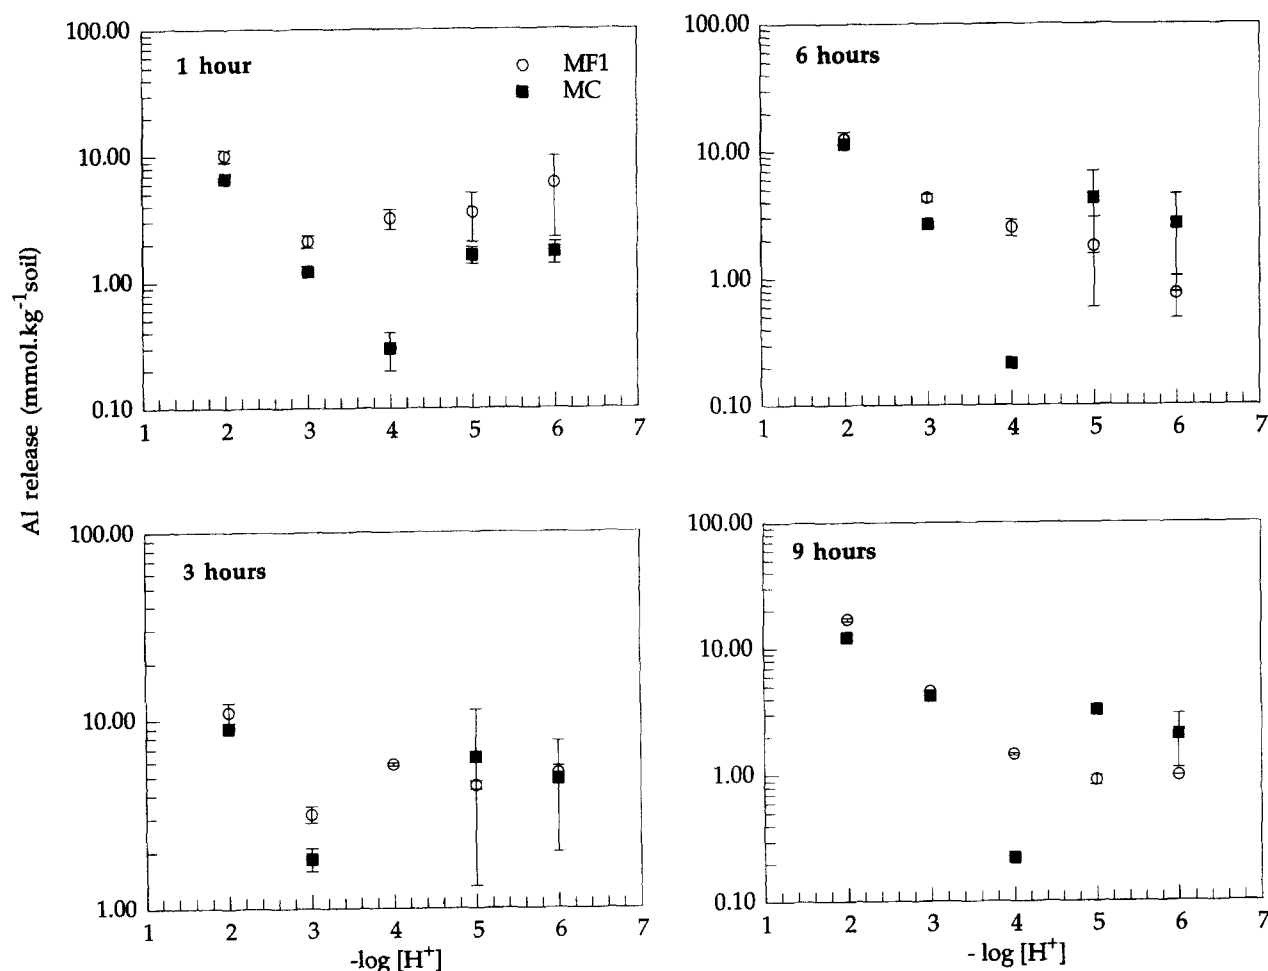 Al release (mmol.kg⁻¹soil)
1 hour
MF1
MC
100.00
10.00
1.00
0.10
1 2 3 4 5 6 7
6 hours
100.00
10.00
1.00
0.10
1 2 3 4 5 6 7
3 hours
100.00
10.00
1.00
1 2 3 4 5 6 7
-log [H⁺]
9 hours
100.00
10.00
1.00
0.10
1 2 3 4 5 6 7
- log [H⁺]